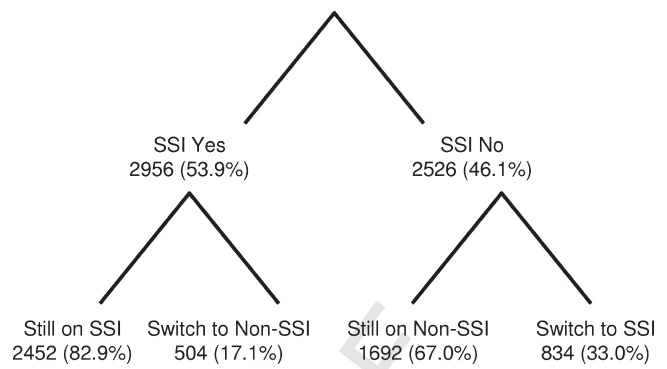 SSI Yes
2956 (53.9%)
SSI No
2526 (46.1%)
Still on SSI
2452 (82.9%)
Switch to Non-SSI
504 (17.1%)
Still on Non-SSI
1692 (67.0%)
Switch to SSI
834 (33.0%)
E